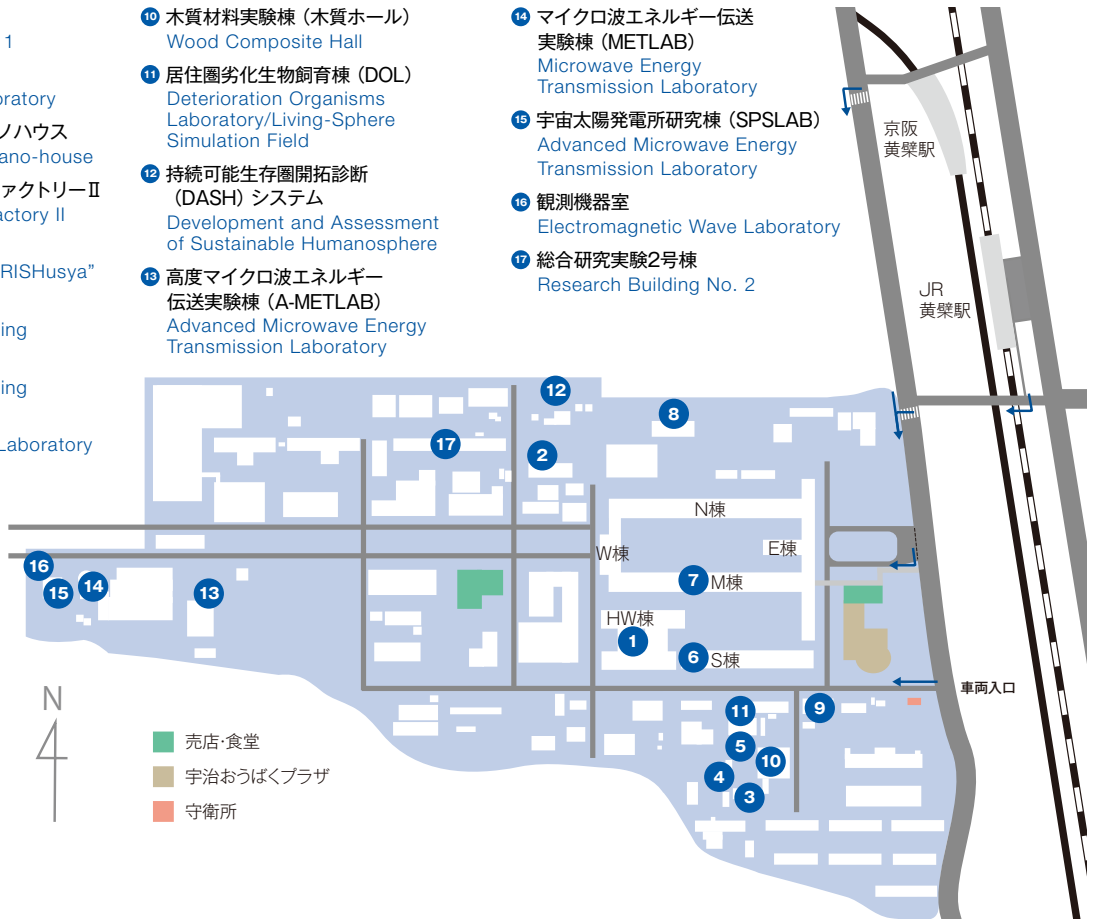 1
oratory
ノハウス
ano-house
ァクトリーⅡ
actory II
RISHusya”
ing
ing
Laboratory
10 木質材料実験棟（木質ホール）
Wood Composite Hall
11 居住圏劣化生物飼育棟（DOL）
Deterioration Organisms
Laboratory/Living-Sphere
Simulation Field
12 持続可能生存圏開拓診断
（DASH）システム
Development and Assessment
of Sustainable Humanosphere
13 高度マイクロ波エネルギー
伝送実験棟（A-METLAB）
Advanced Microwave Energy
Transmission Laboratory
14 マイクロ波エネルギー伝送
実験棟（METLAB）
Microwave Energy
Transmission Laboratory
15 宇宙太陽発電所研究棟（SPSLAB）
Advanced Microwave Energy
Transmission Laboratory
16 観測機器室
Electromagnetic Wave Laboratory
17 総合研究実験2号棟
Research Building No. 2
京阪
黄檗駅
JR
黄檗駅
12
8
17
2
N棟
W棟
E棟
16
15
14
13
7
M棟
HW棟
1
6
S棟
車両入口
11
9
5
10
4
3
N
売店・食堂
宇治おうばくプラザ
守衛所